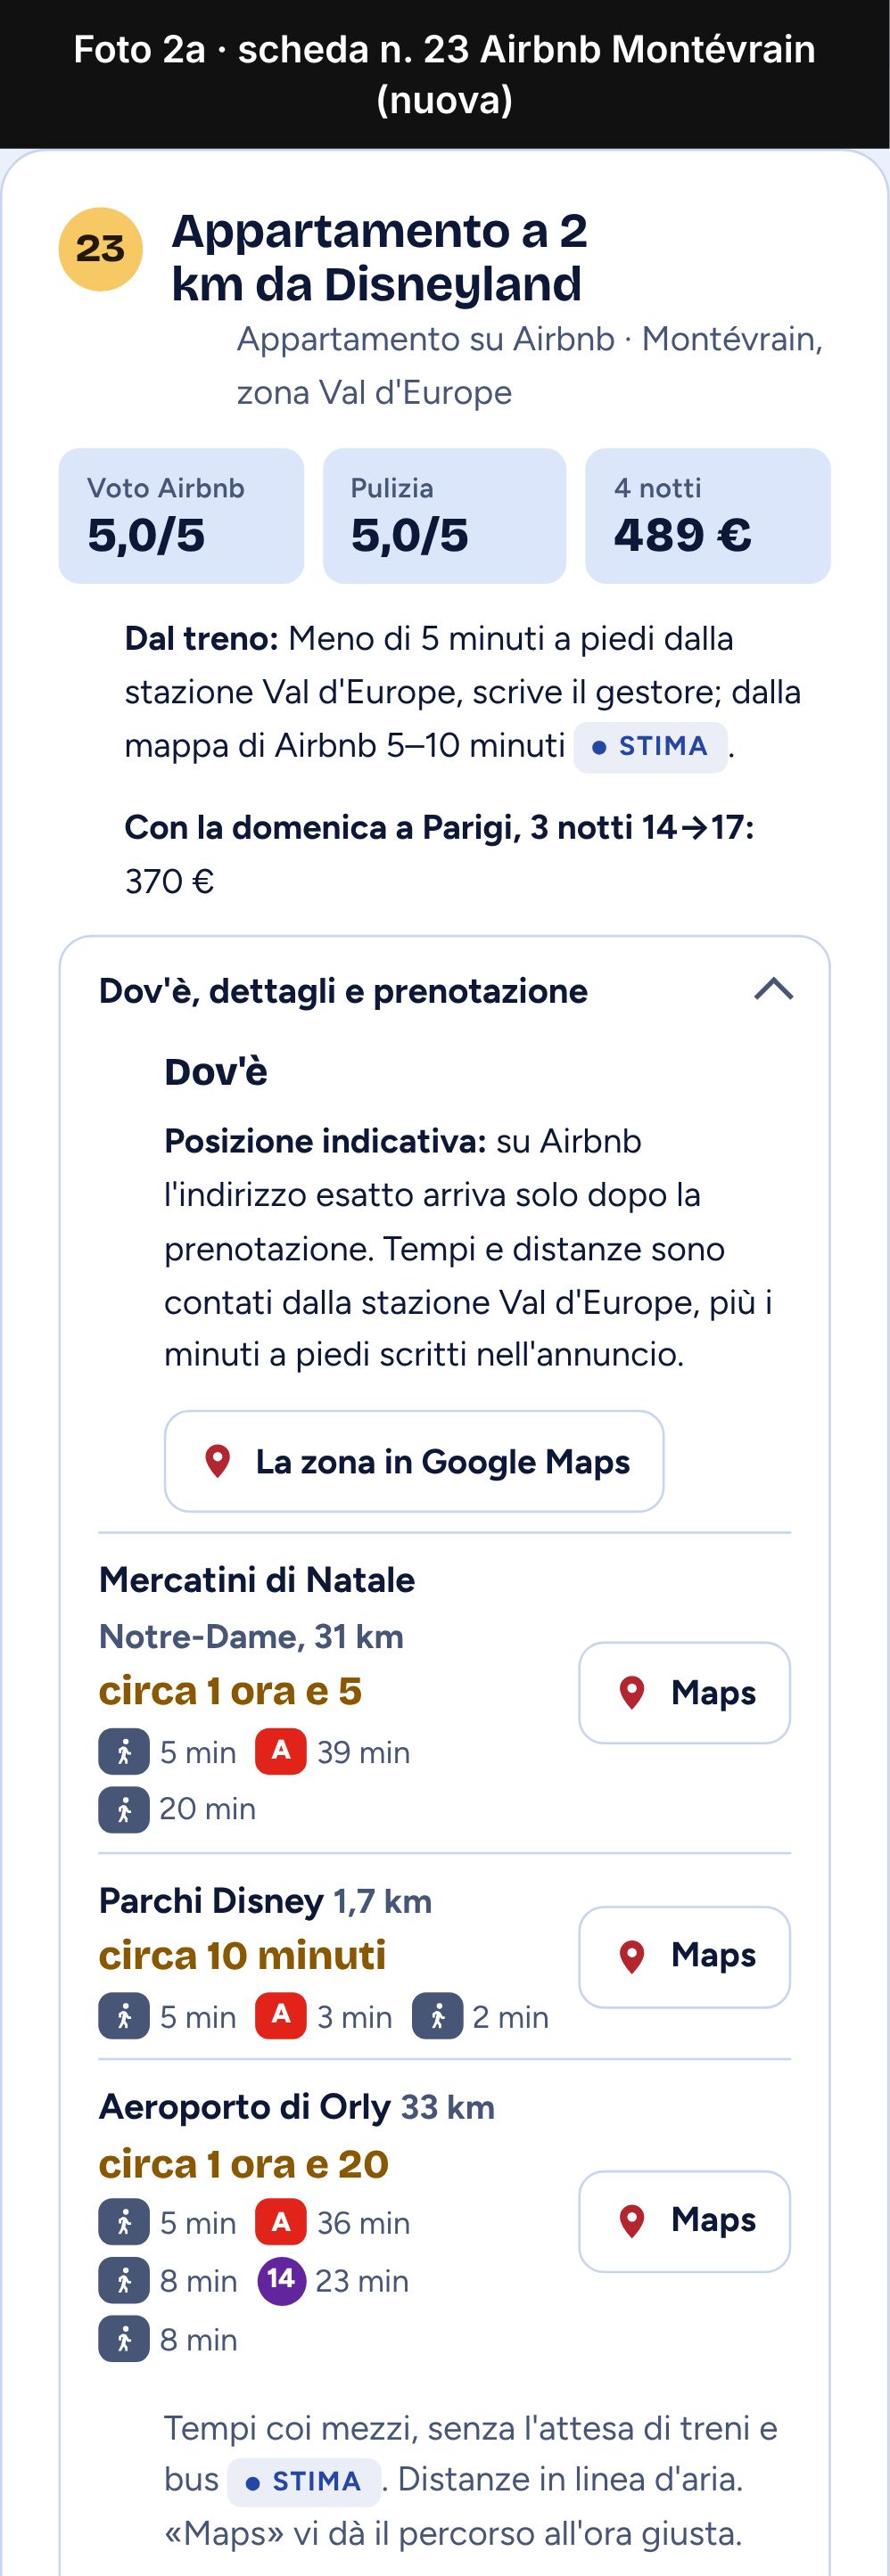 Foto 2a · scheda n. 23 Airbnb Montévrain
(nuova)
23
Appartamento a 2
km da Disneyland
Appartamento su Airbnb · Montévrain,
zona Val d'Europe
Voto Airbnb
5,0/5
Pulizia
5,0/5
4 notti
489 €
Dal treno: Meno di 5 minuti a piedi dalla
stazione Val d'Europe, scrive il gestore; dalla
mappa di Airbnb 5–10 minuti • STIMA .
Con la domenica a Parigi, 3 notti 14→17:
370 €
Dov'è, dettagli e prenotazione
Dov'è
Posizione indicativa: su Airbnb
l'indirizzo esatto arriva solo dopo la
prenotazione. Tempi e distanze sono
contati dalla stazione Val d'Europe, più i
minuti a piedi scritti nell'annuncio.
La zona in Google Maps
Mercatini di Natale
Notre-Dame, 31 km
circa 1 ora e 5
5 min A 39 min
20 min
Maps
Parchi Disney 1,7 km
circa 10 minuti
5 min A 3 min 2 min
Maps
Aeroporto di Orly 33 km
circa 1 ora e 20
5 min A 36 min
8 min 14 23 min
8 min
Maps
Tempi coi mezzi, senza l'attesa di treni e
bus • STIMA . Distanze in linea d'aria.
«Maps» vi dà il percorso all'ora giusta.